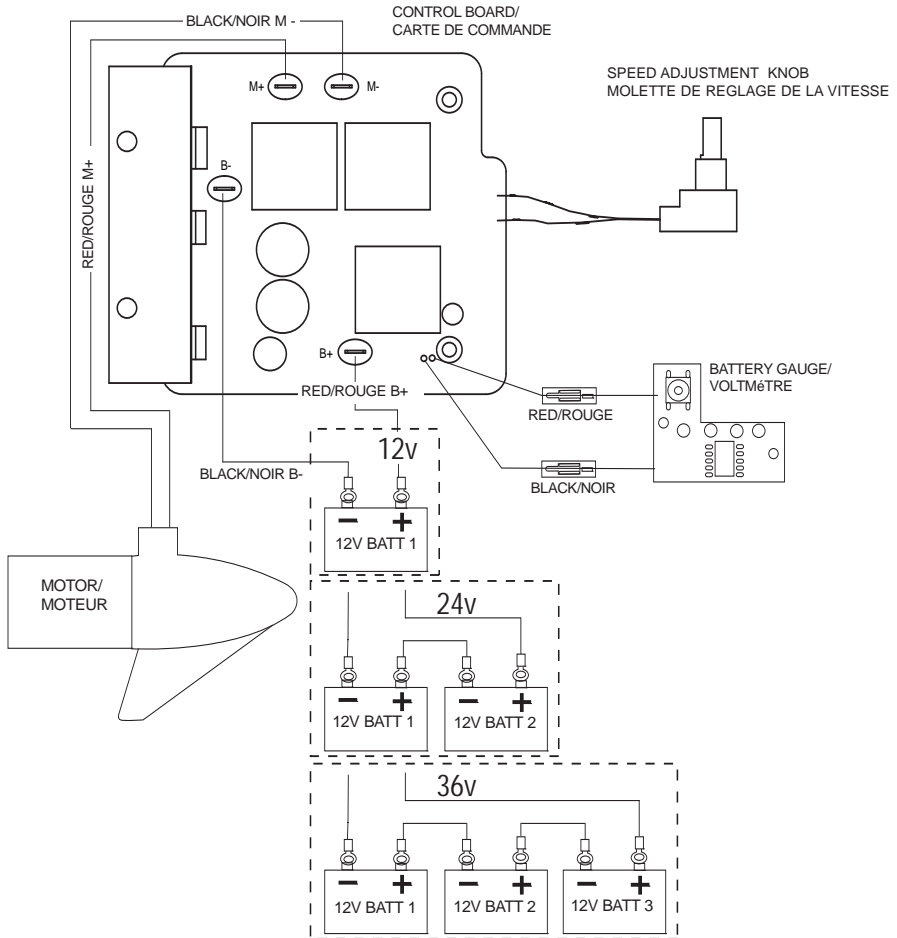 BLACK/NOIR M -
CONTROL BOARD/
CARTE DE COMMANDE
SPEED ADJUSTMENT KNOB
MOLETTE DE REGLAGE DE LA VITESSE
M+
M-
RED/ROUGE M+
B-
B+
RED/ROUGE B+
BATTERY GAUGE/
VOLTMéTRE
RED/ROUGE
BLACK/NOIR
BLACK/NOIR B-
12v
- +
12V BATT 1
MOTOR/
MOTEUR
24v
- + - +
12V BATT 1 12V BATT 2
36v
- + - + - +
12V BATT 1 12V BATT 2 12V BATT 3